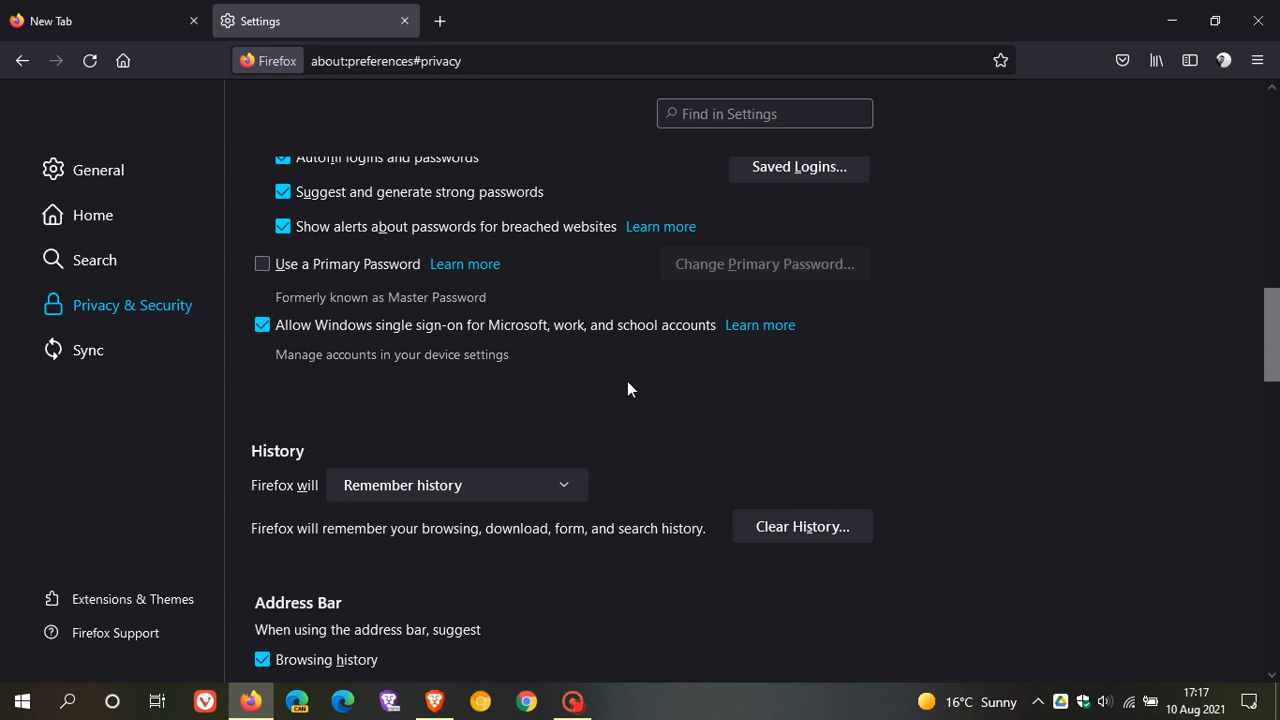 New Tab
Settings
Firefox
about:preferences#privacy
Find in Settings
General
Home
Search
Privacy & Security
Sync
Extensions & Themes
Firefox Support
Autofill logins and passwords
Saved Logins...
Suggest and generate strong passwords
Show alerts about passwords for breached websites Learn more
Use a Primary Password Learn more
Change Primary Password...
Formerly known as Master Password
Allow Windows single sign-on for Microsoft, work, and school accounts Learn more
Manage accounts in your device settings
History
Firefox will Remember history
Firefox will remember your browsing, download, form, and search history.
Clear History...
Address Bar
When using the address bar, suggest
Browsing history
CAN
16°C Sunny
17:17
10 Aug 2021